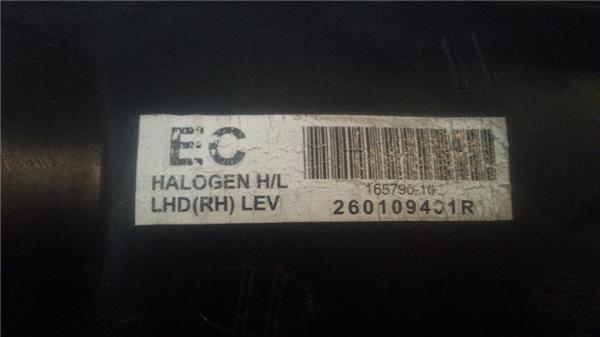 EC
HALOGEN H/L
165790-10
LHD(RH) LEV
260109401R